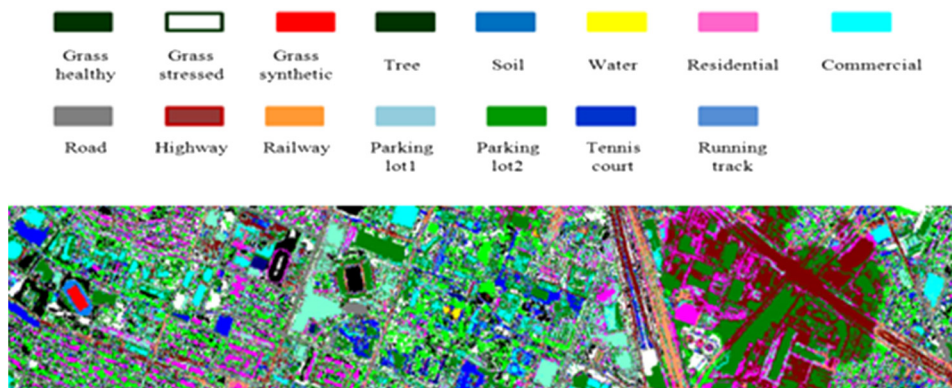 Grass healthy
Grass stressed
Grass synthetic
Tree
Soil
Water
Residential
Commercial
Road
Highway
Railway
Parking lot1
Parking lot2
Tennis court
Running track